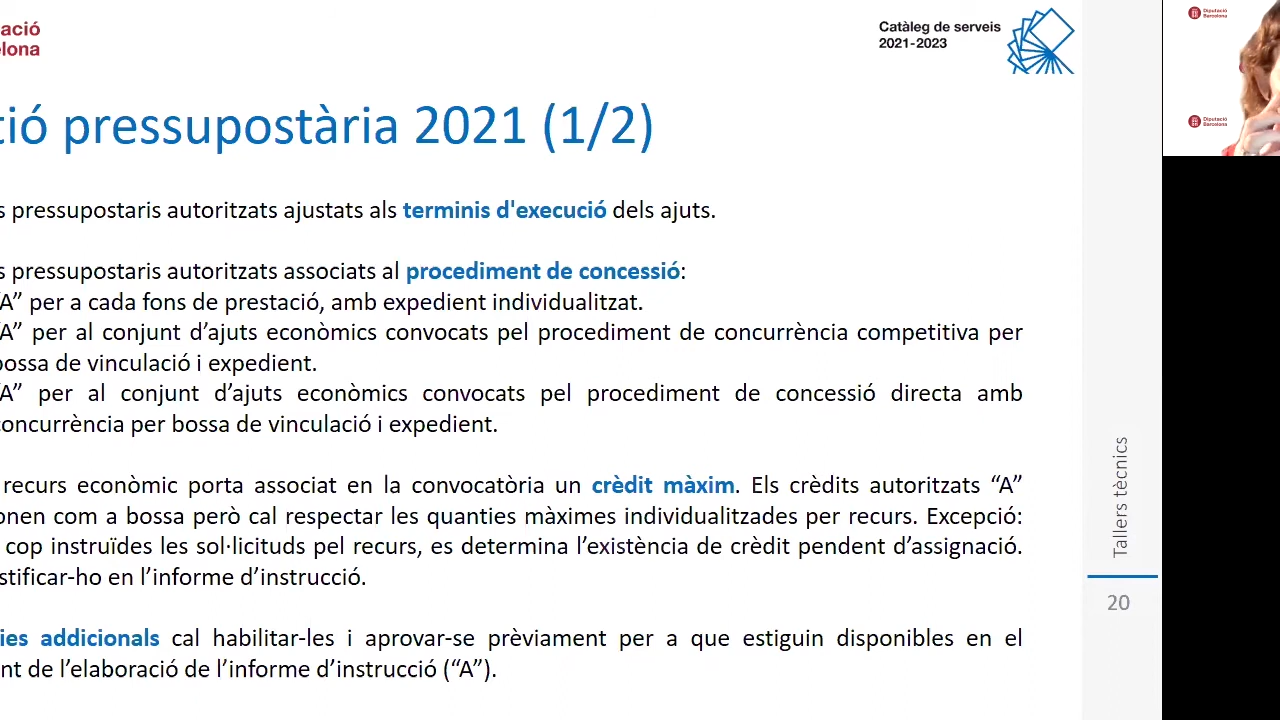 ació
elona
Catàleg de serveis
2021-2023
tió pressupostària 2021 (1/2)
s pressupostaris autoritzats ajustats als terminis d'execució dels ajuts.
s pressupostaris autoritzats associats al procediment de concessió:
A” per a cada fons de prestació, amb expedient individualitzat.
A” per al conjunt d’ajuts econòmics convocats pel procediment de concurrència competitiva per
bossa de vinculació i expedient.
A” per al conjunt d’ajuts econòmics convocats pel procediment de concessió directa amb
concurrència per bossa de vinculació i expedient.
recurs econòmic porta associat en la convocatòria un crèdit màxim. Els crèdits autoritzats “A”
onen com a bossa però cal respectar les quanties màximes individualitzades per recurs. Excepció:
cop instruïdes les sol·licituds pel recurs, es determina l’existència de crèdit pendent d’assignació.
stificar-ho en l’informe d’instrucció.
ies addicionals cal habilitar-les i aprovar-se prèviament per a que estiguin disponibles en el
nt de l’elaboració de l’informe d’instrucció (“A”).
Tallers tècnics
20
Diputació
Barcelona
Diputació
Barcelona